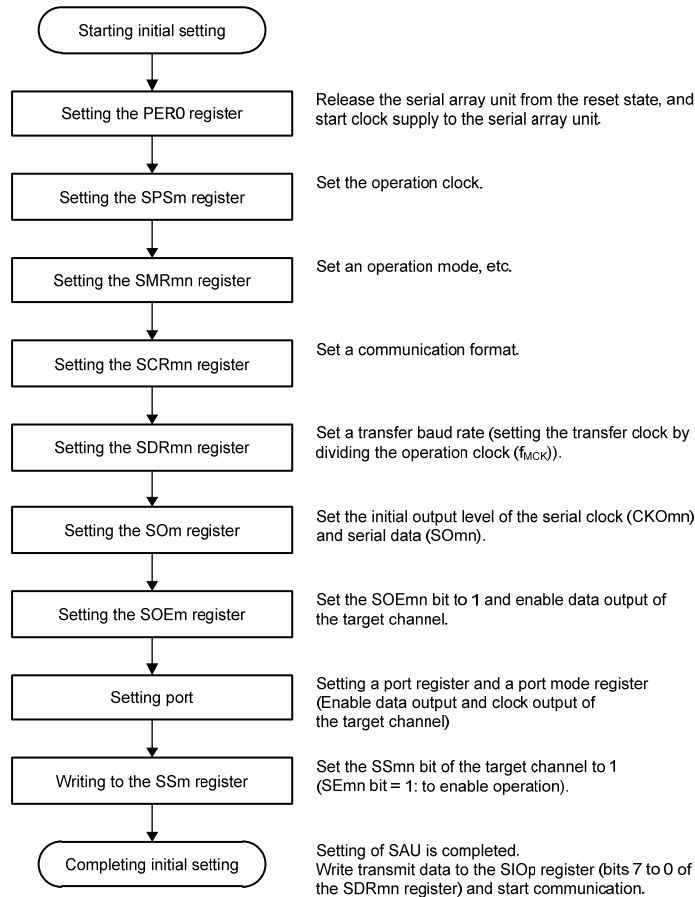 Starting initial setting
Setting the PER0 register
Release the serial array unit from the reset state, and
start clock supply to the serial array unit.
Setting the SPSm register
Set the operation clock.
Setting the SMRmn register
Set an operation mode, etc.
Setting the SCRmn register
Set a communication format.
Setting the SDRmn register
Set a transfer baud rate (setting the transfer clock by
dividing the operation clock (fMCK)).
Setting the SOm register
Set the initial output level of the serial clock (CKOmn)
and serial data (SOmn).
Setting the SOEm register
Set the SOEmn bit to 1 and enable data output of
the target channel.
Setting port
Setting a port register and a port mode register
(Enable data output and clock output of
the target channel)
Writing to the SSm register
Set the SSmn bit of the target channel to 1
(SEmn bit = 1: to enable operation).
Completing initial setting
Setting of SAU is completed.
Write transmit data to the SIOp register (bits 7 to 0 of
the SDRmn register) and start communication.